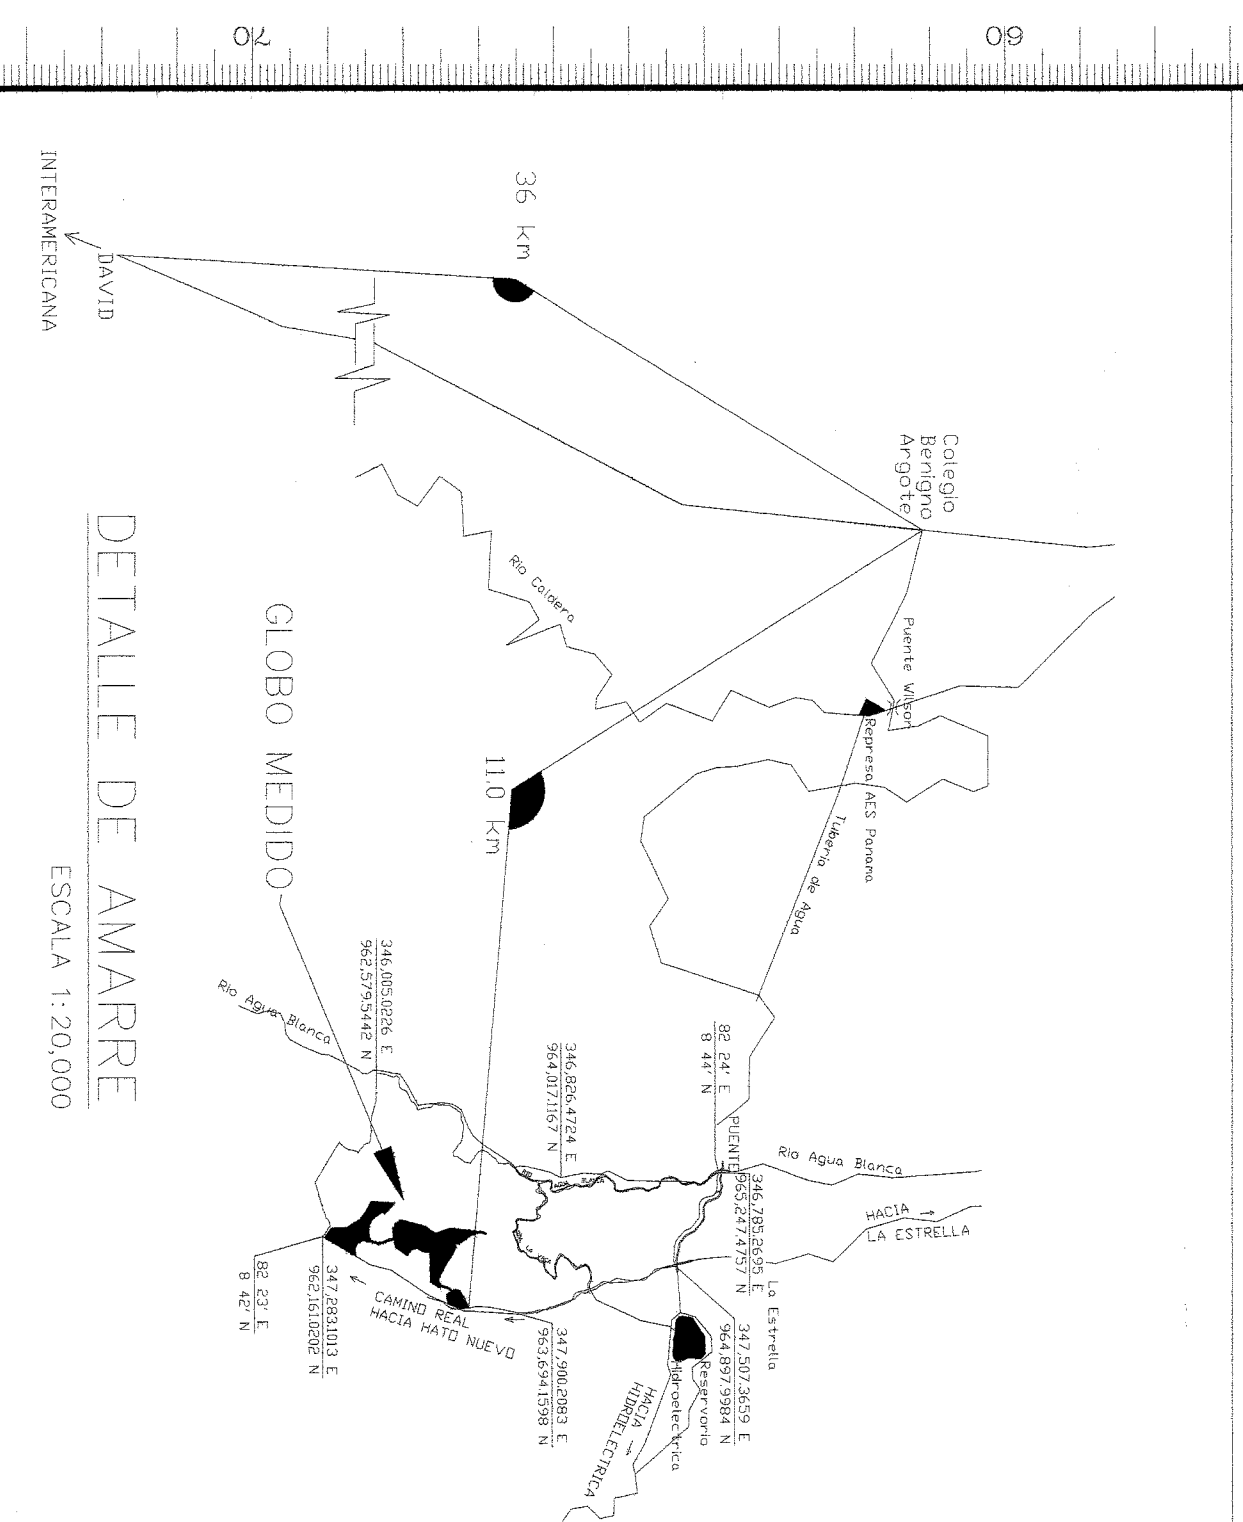 70
60
INTERAMERICANA
DAVID
36 km
Colegio
Benigno
Argote
Puente Wilson
Represa AES Panama
Tuberia de Agua
Rio Caldera
11.0 km
GLOBO MEDIDO
DETALLE DE AMARRE
ESCALA 1:20,000
Rio Agua Blanca
346,005.0226 E
962,579.5442 N
346,826.4724 E
964,017.1167 N
82 24' E
8 44' N
PUENTE
346,785.2695 E
965,247.4757 N
Rio Agua Blanca
HACIA →
LA ESTRELLA
La Estrella
347,507.3659 E
964,897.9984 N
Reservorio
Hidroelectrica
HACIA →
HIDROELECTRICA
347,900.2083 E
963,694.1598 N
← CAMINO REAL
HACIA HATO NUEVO ←
347,283.1013 E
962,161.0202 N
82 23' E
8 42' N